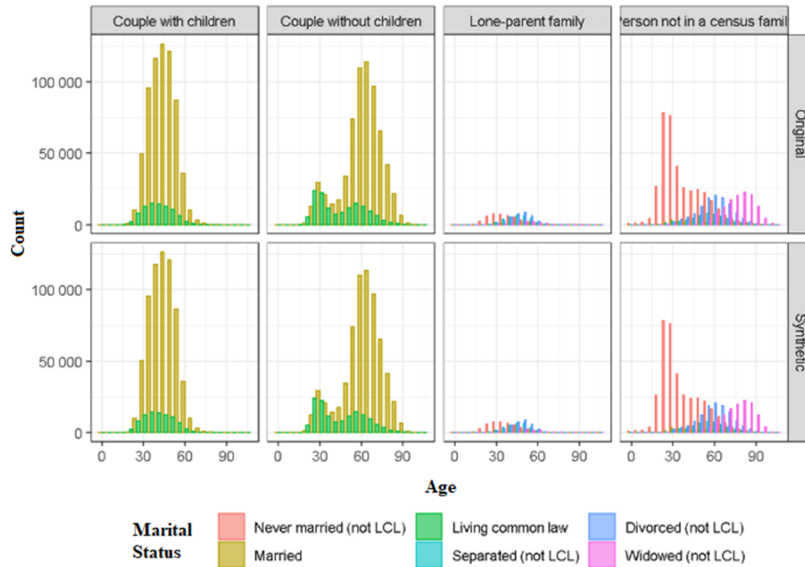 Couple with children
Couple without children
Lone-parent family
Person not in a census famil
100 000
50 000
0
Original
100 000
50 000
0
Synthetic
Count
0 30 60 90
0 30 60 90
0 30 60 90
0 30 60 90
Age
Marital
Status
Never married (not LCL)
Living common law
Divorced (not LCL)
Married
Separated (not LCL)
Widowed (not LCL)